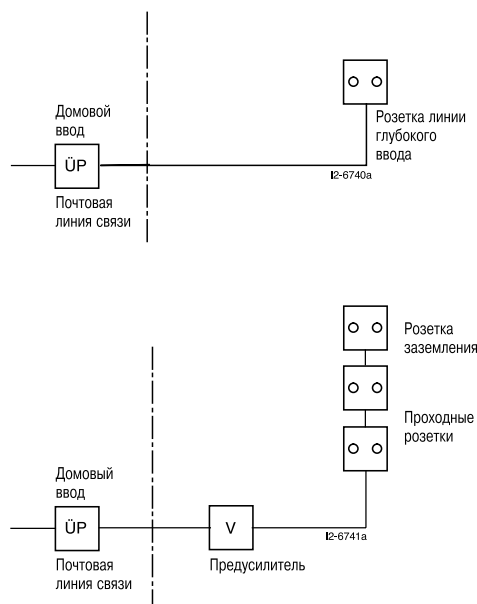 Домовой
ввод
ÜP
Почтовая
линия связи
Розетка линии
глубокого
ввода
I2-6740a
Розетка
заземления
Проходные
розетки
Домовый
ввод
ÜP
Почтовая
линия связи
V
Предусилитель
I2-6741a